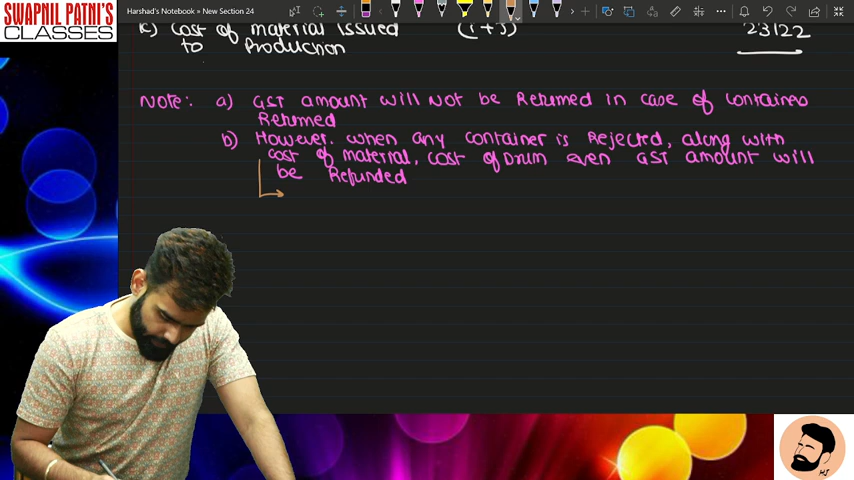 SWAPNIL PATNI'S
CLASSES
Harshad's Notebook » New Section 24
k) Cost of material issued (i+j) 23122
to Production
Note: a) GST amount will Not be Returned in case of Containers
Returned
b) However. when any container is Rejected, along with
cost of material, cost of Drum even GST amount will
be Refunded
HJ